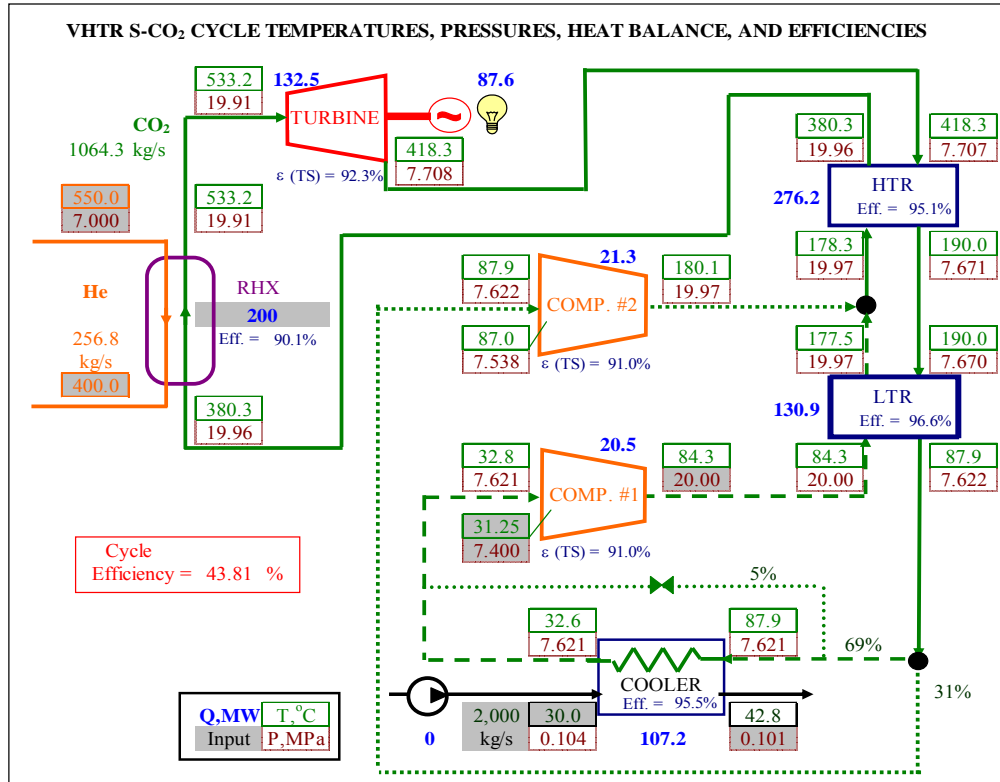 VHTR S-CO₂ CYCLE TEMPERATURES, PRESSURES, HEAT BALANCE, AND EFFICIENCIES
533.2
19.91
132.5
TURBINE
~
87.6
418.3
7.708
ε (TS) = 92.3%
CO₂
1064.3 kg/s
380.3
19.96
418.3
7.707
HTR
Eff. = 95.1%
276.2
550.0
7.000
533.2
19.91
He
256.8
kg/s
400.0
RHX
200
Eff. = 90.1%
380.3
19.96
178.3
19.97
190.0
7.671
87.9
7.622
21.3
COMP. #2
180.1
19.97
87.0
7.538
ε (TS) = 91.0%
177.5
19.97
190.0
7.670
LTR
Eff. = 96.6%
130.9
32.8
7.621
20.5
COMP. #1
84.3
20.00
84.3
20.00
87.9
7.622
31.25
7.400
ε (TS) = 91.0%
Cycle
Efficiency = 43.81 %
5%
32.6
7.621
87.9
7.621
69%
31%
COOLER
Eff. = 95.5%
2,000
kg/s
30.0
0.104
42.8
0.101
0
107.2
Q,MW T,°C
Input P,MPa